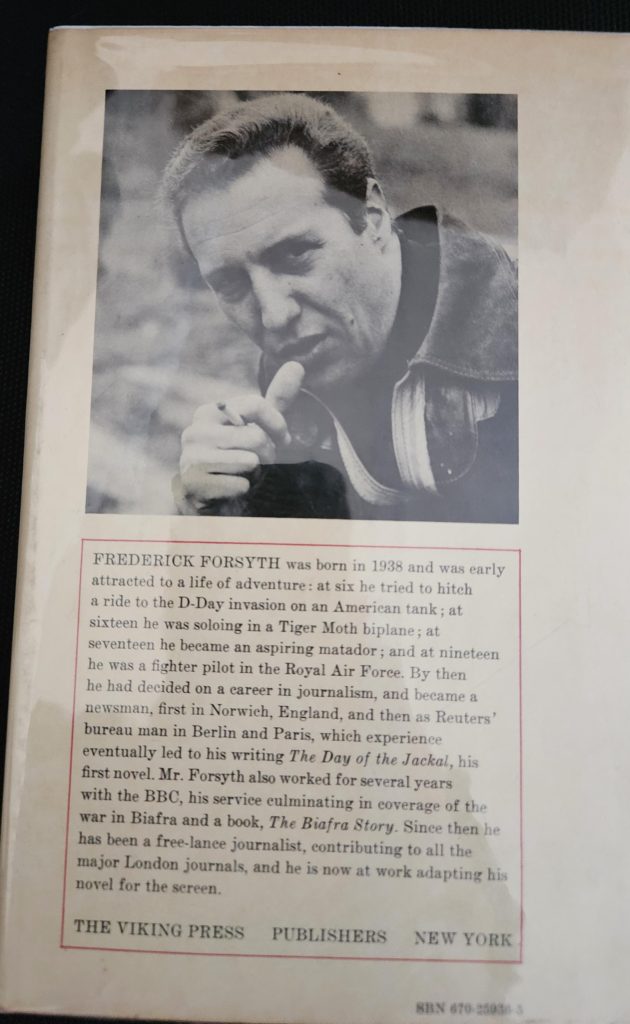 FREDERICK FORSYTH was born in 1938 and was early
attracted to a life of adventure: at six he tried to hitch
a ride to the D-Day invasion on an American tank; at
sixteen he was soloing in a Tiger Moth biplane; at
seventeen he became an aspiring matador; and at nineteen
he was a fighter pilot in the Royal Air Force. By then
he had decided on a career in journalism, and became a
newsman, first in Norwich, England, and then as Reuters'
bureau man in Berlin and Paris, which experience
eventually led to his writing The Day of the Jackal, his
first novel. Mr. Forsyth also worked for several years
with the BBC, his service culminating in coverage of the
war in Biafra and a book, The Biafra Story. Since then he
has been a free-lance journalist, contributing to all the
major London journals, and he is now at work adapting his
novel for the screen.
THE VIKING PRESS PUBLISHERS NEW YORK
SBN